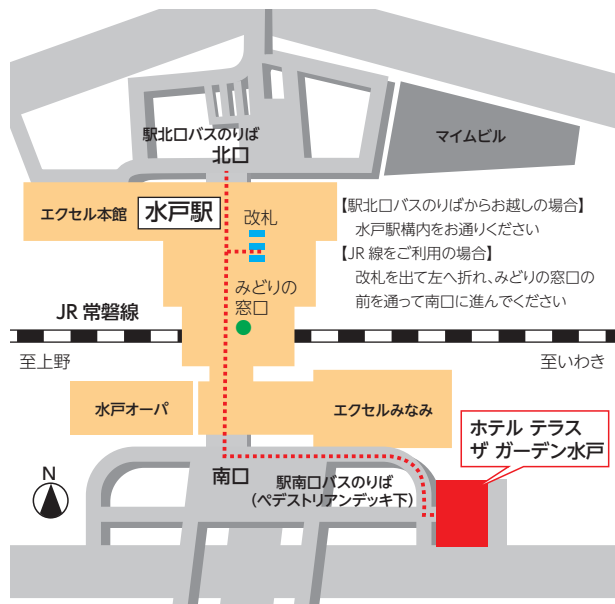 駅北口バスのりば
北口
マイムビル
エクセル本館
水戸駅
改札
【駅北口バスのりばからお越しの場合】
水戸駅構内をお通りください
【JR線をご利用の場合】
改札を出て左へ折れ、みどりの窓口の
前を通って南口に進んでください
みどりの
窓口
JR 常磐線
至上野
至いわき
水戸オーパ
エクセルみなみ
ホテル テラス
ザ ガーデン水戸
南口
駅南口バスのりば
(ペデストリアンデッキ下)
N